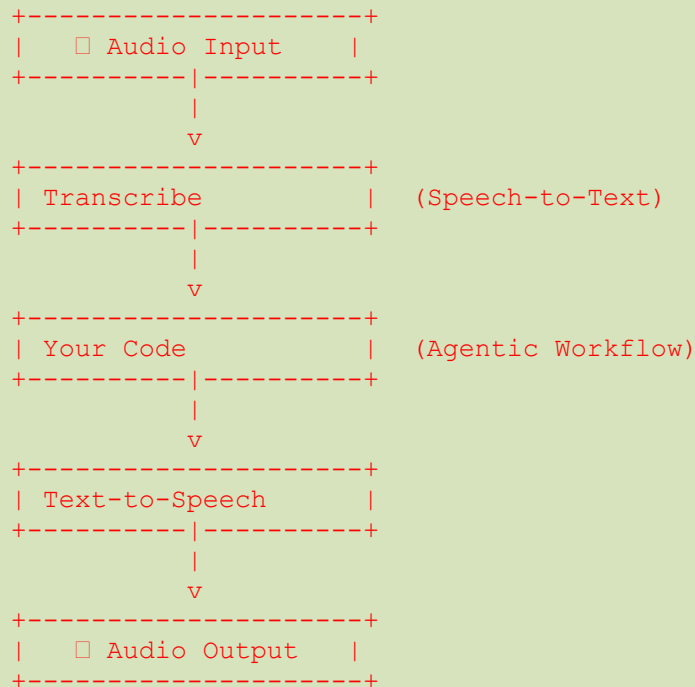 +---------------------+
|   □ Audio Input    |
+----------|----------+
           |
           v
+---------------------+
| Transcribe          |  (Speech-to-Text)
+----------|----------+
           |
           v
+---------------------+
| Your Code           |  (Agentic Workflow)
+----------|----------+
           |
           v
+---------------------+
| Text-to-Speech      |
+----------|----------+
           |
           v
+---------------------+
|   □ Audio Output   |
+---------------------+